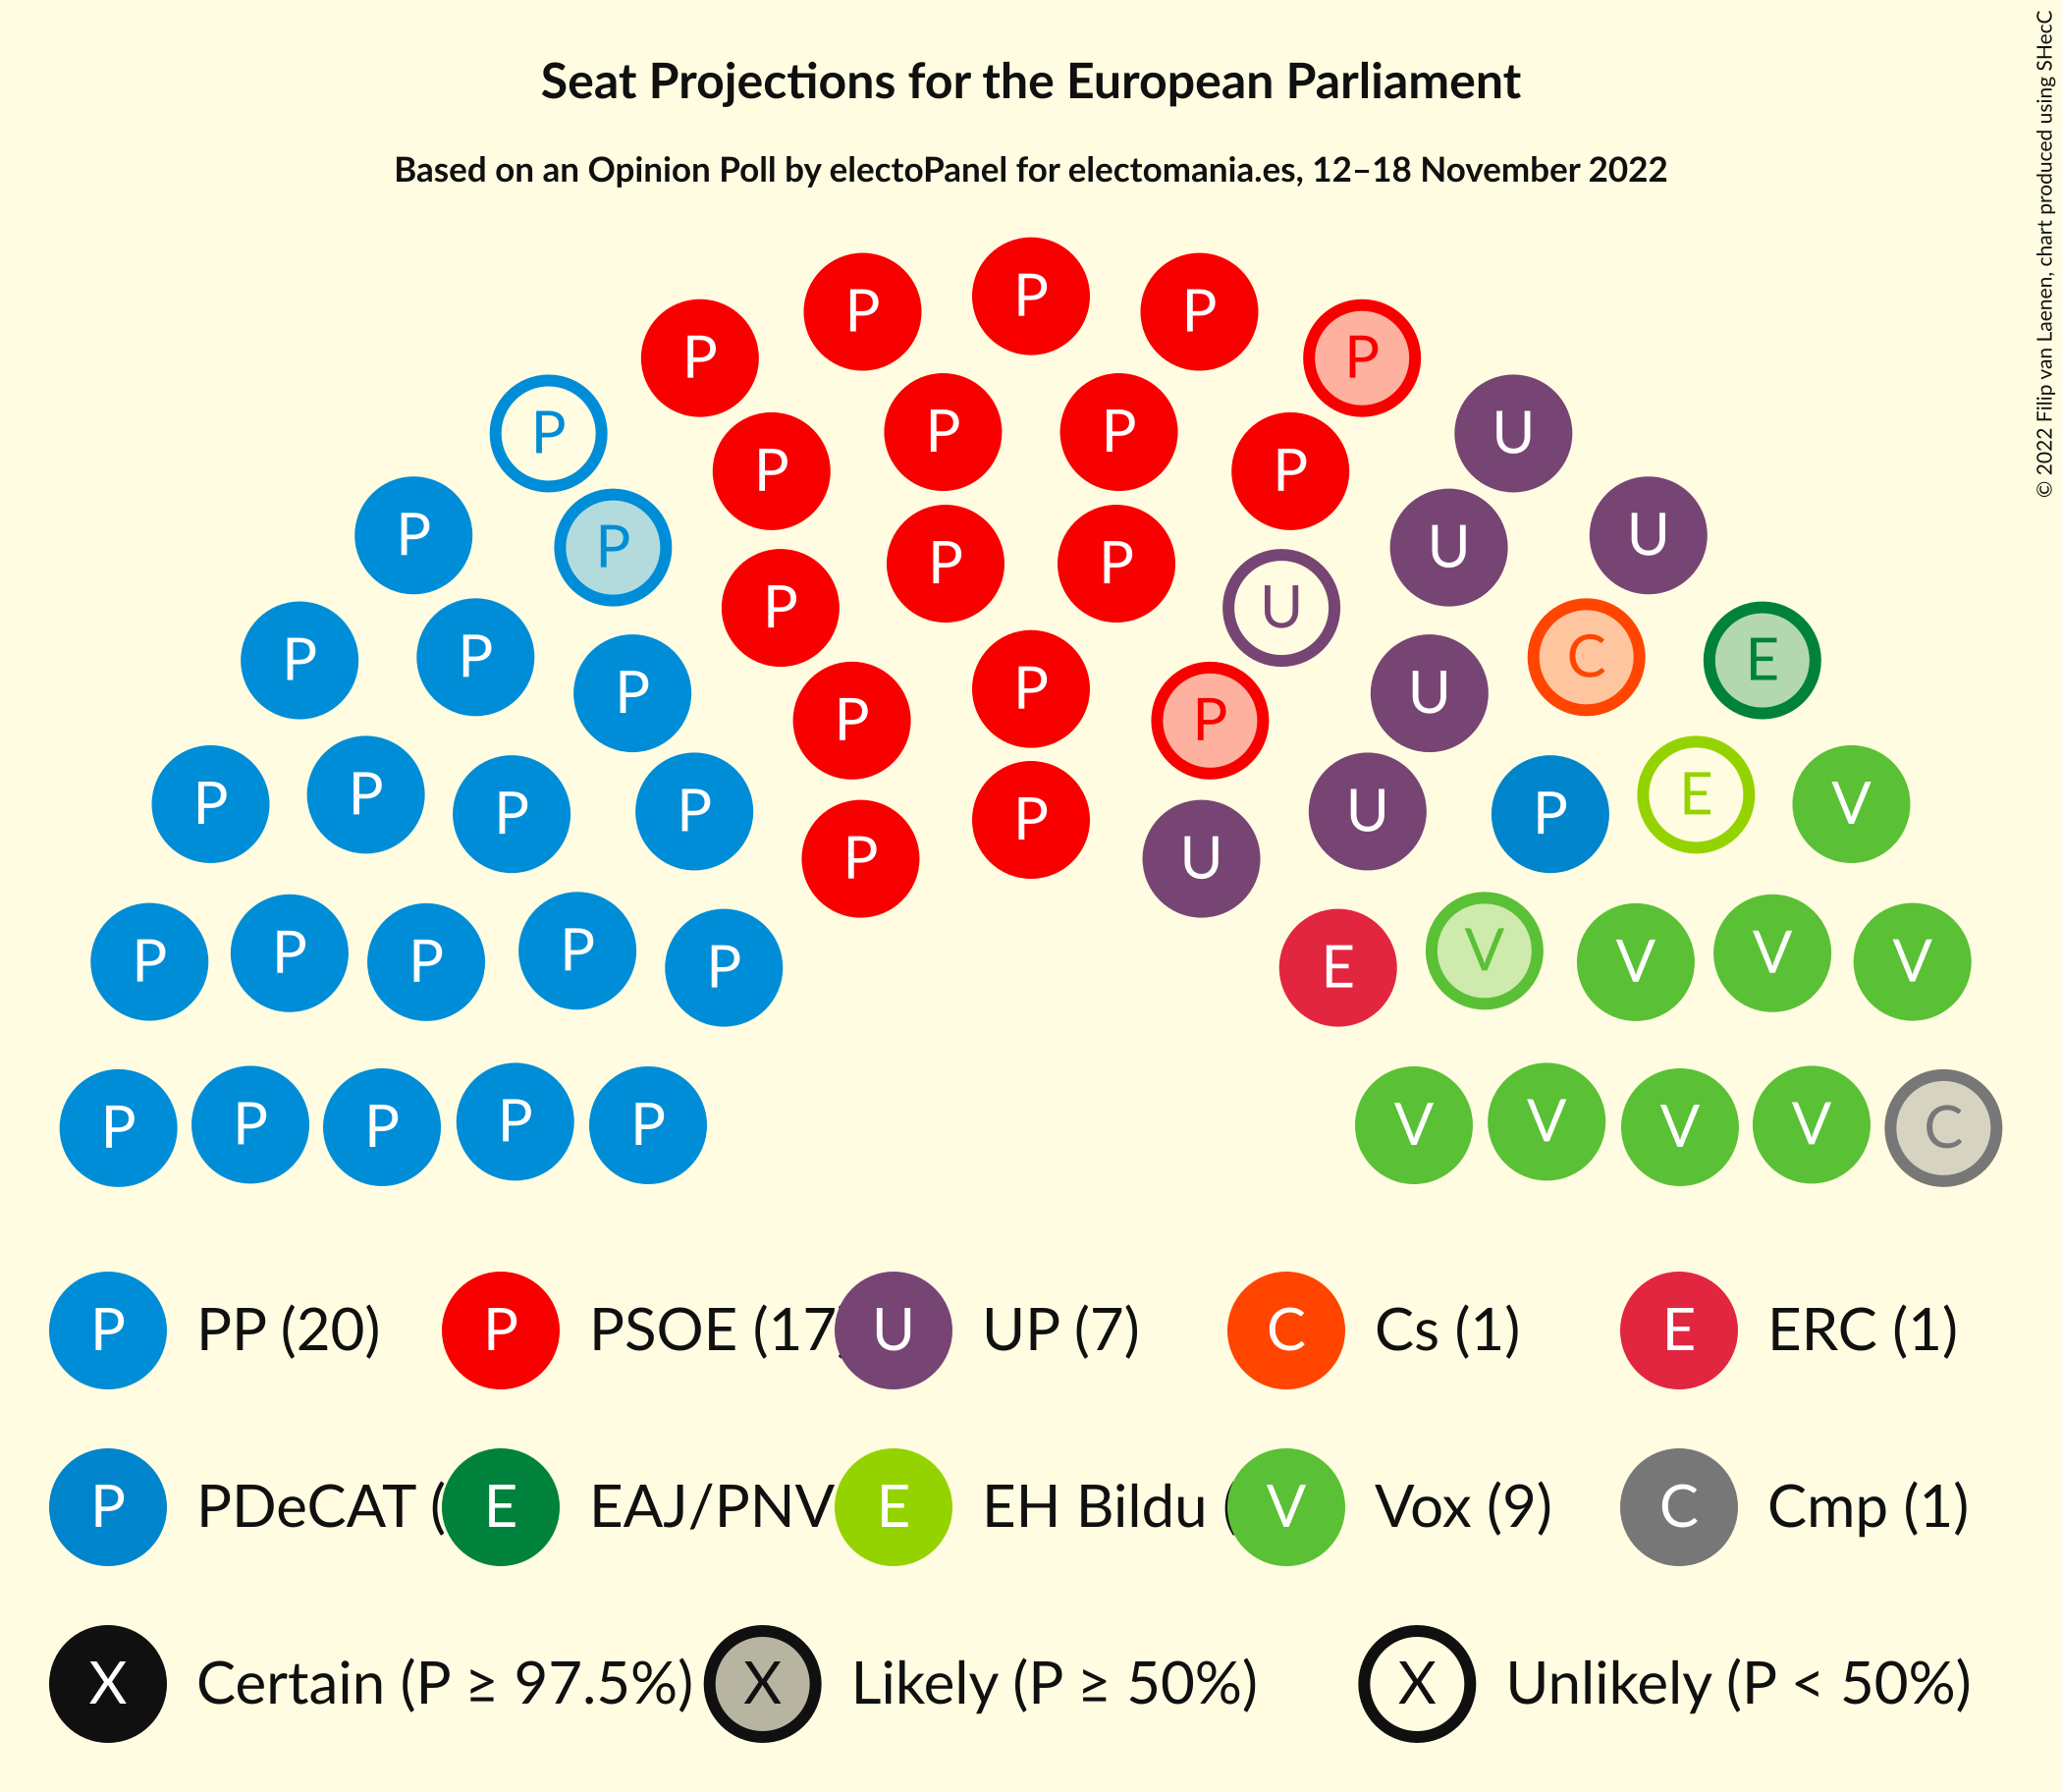 Seat Projections for the European Parliament
Based on an Opinion Poll by electoPanel for electomania.es, 12–18 November 2022
© 2022 Filip van Laenen, chart produced using SHecC
P
P P
P P
P U
P P
P P
P U
P U
P P
P U
P P
P U
P C E
P P U
P P P
P P P P
P U P E V
P P
P U
P P P P P
E V V V V
P P P P P
V V V V C
P PP (20) P PSOE (17 U UP (7) C Cs (1) E ERC (1)
P PDeCAT ( E EAJ/PNV E EH Bildu ( V Vox (9) C Cmp (1)
X Certain (P ≥ 97.5%) X Likely (P ≥ 50%) X Unlikely (P < 50%)